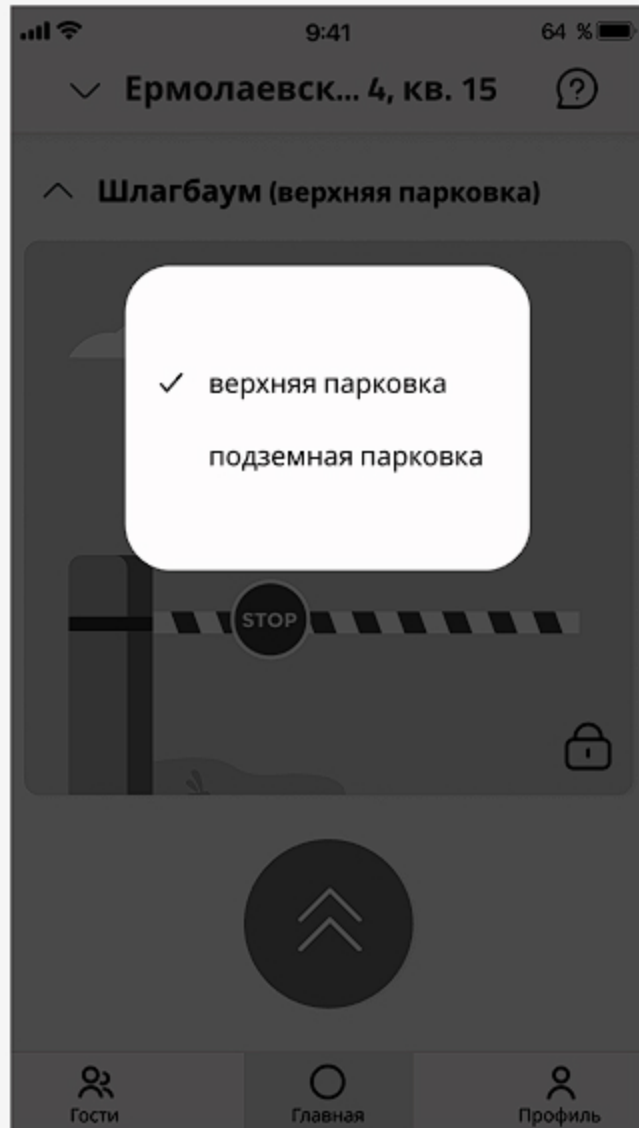 9:41
64 %
Ермолаевск... 4, кв. 15
Шлагбаум (верхняя парковка)
верхняя парковка
подземная парковка
STOP
Гости
Главная
Профиль